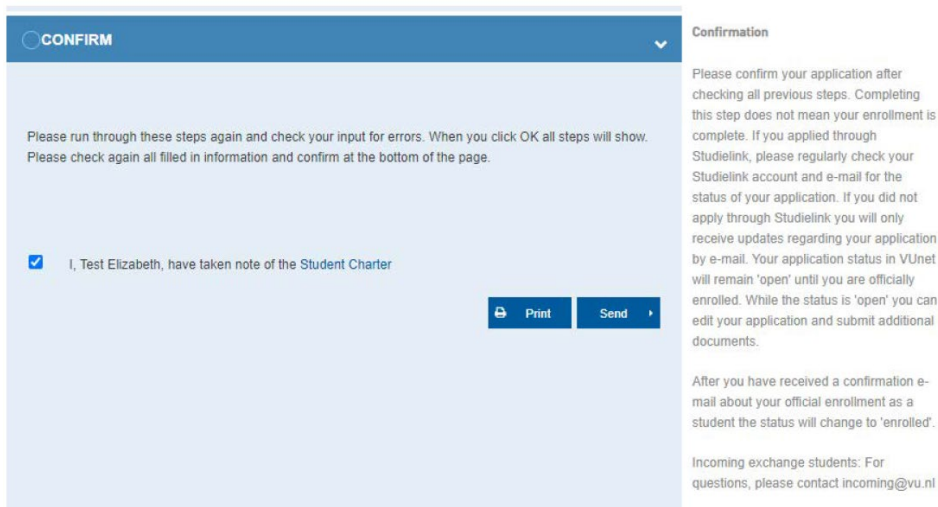 CONFIRM
Please run through these steps again and check your input for errors. When you click OK all steps will show.
Please check again all filled in information and confirm at the bottom of the page.
I, Test Elizabeth, have taken note of the Student Charter
Print
Send
Confirmation
Please confirm your application after
checking all previous steps. Completing
this step does not mean your enrollment is
complete. If you applied through
Studielink, please regularly check your
Studielink account and e-mail for the
status of your application. If you did not
apply through Studielink you will only
receive updates regarding your application
by e-mail. Your application status in VUnet
will remain 'open' until you are officially
enrolled. While the status is 'open' you can
edit your application and submit additional
documents.
After you have received a confirmation e-
mail about your official enrollment as a
student the status will change to 'enrolled'.
Incoming exchange students: For
questions, please contact incoming@vu.nl